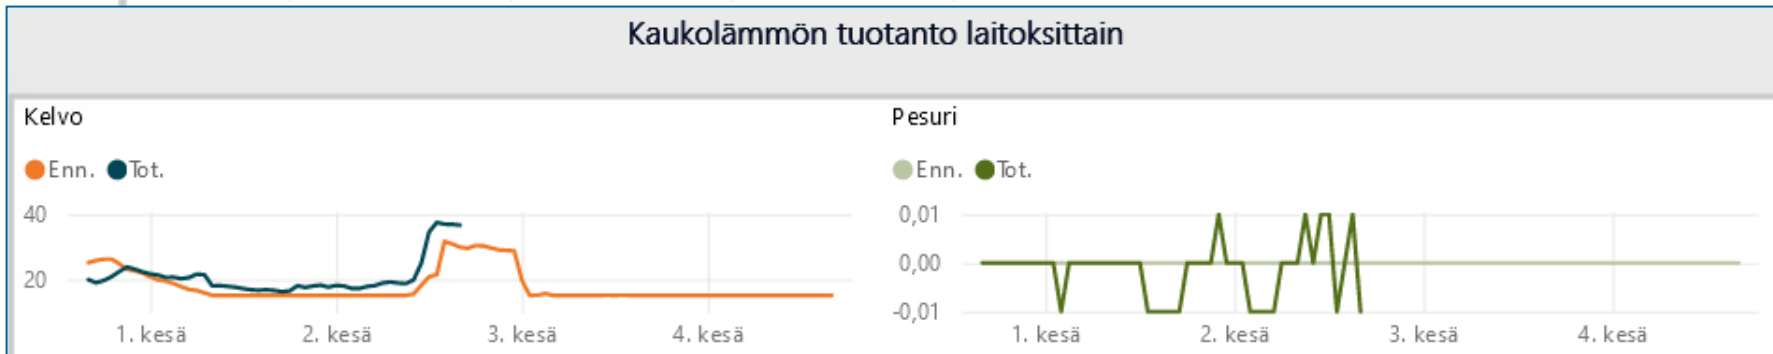 Kaukolämmön tuotanto laitoksittain
Kelvo
Enn. Tot.
40
20
1. kesä 2. kesä 3. kesä 4. kesä
Pesuri
Enn. Tot.
0,01
0,00
-0,01
1. kesä 2. kesä 3. kesä 4. kesä